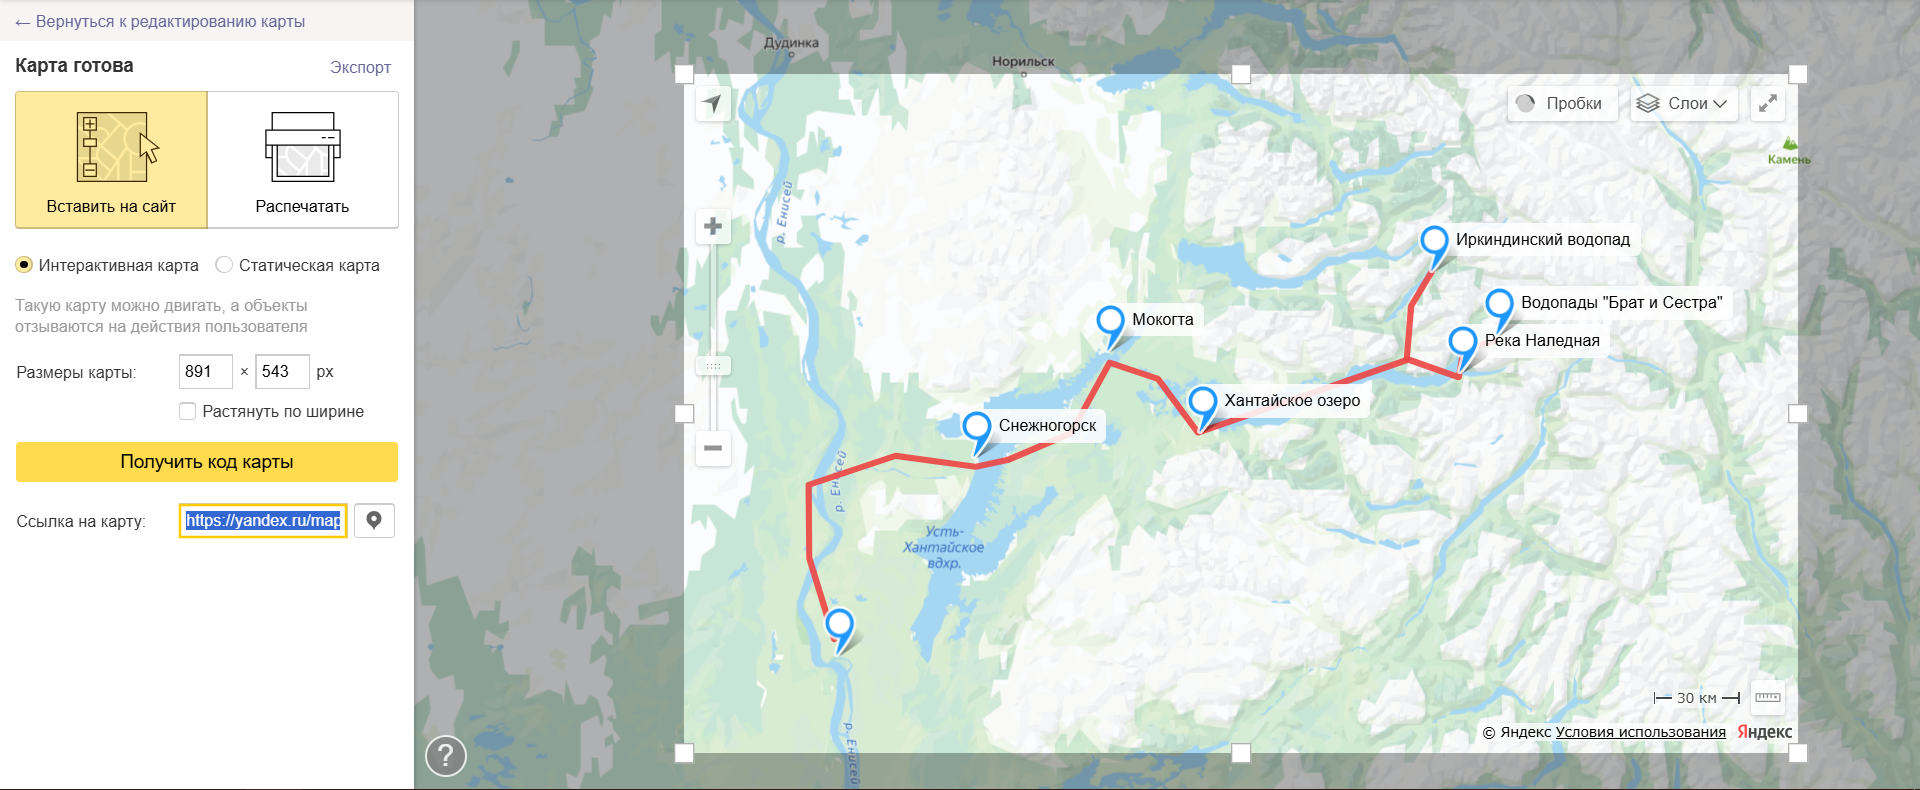 ← Вернуться к редактированию карты
Карта готова
Экспорт
Вставить на сайт
Распечатать
Интерактивная карта
Статическая карта
Такую карту можно двигать, а объекты
отзываются на действия пользователя
Размеры карты:
891 × 543 px
Растянуть по ширине
Получить код карты
Ссылка на карту:
https://yandex.ru/map
?
Дудинка
Норильск
Пробки
Слои
Камень
р. Енисей
Иркиндинский водопад
Водопады "Брат и Сестра"
Мокогта
Река Наледная
Хантайское озеро
Снежногорск
р. Енисей
Усть-
Хантайское
вдхр.
30 км
р. Енисей
© Яндекс Условия использования
Яндекс